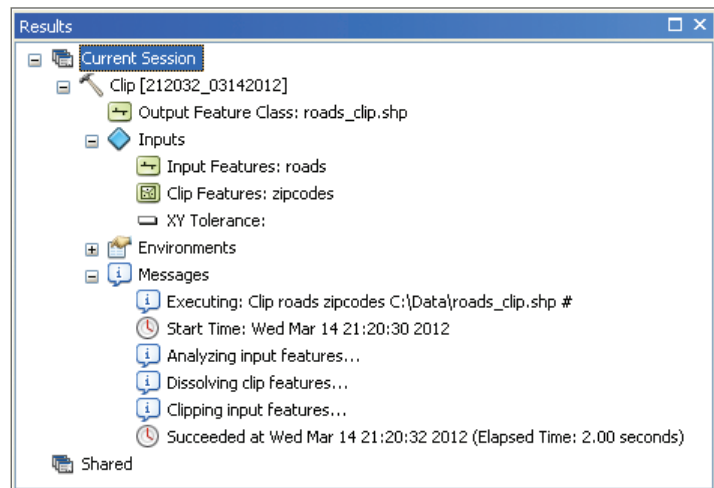 Results
Current Session
Clip [212032_03142012]
Output Feature Class: roads_clip.shp
Inputs
Input Features: roads
Clip Features: zipcodes
XY Tolerance:
Environments
Messages
Executing: Clip roads zipcodes C:\Data\roads_clip.shp #
Start Time: Wed Mar 14 21:20:30 2012
Analyzing input features...
Dissolving clip features...
Clipping input features...
Succeeded at Wed Mar 14 21:20:32 2012 (Elapsed Time: 2.00 seconds)
Shared